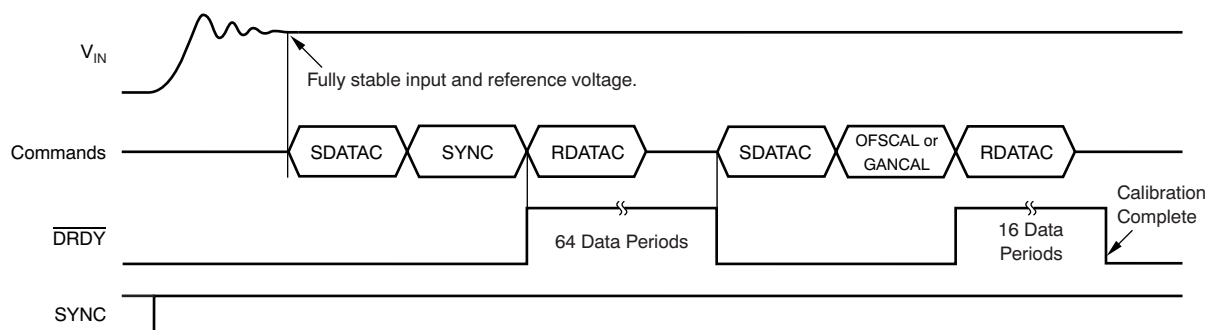 VIN
Fully stable input and reference voltage.
Commands
SDATAC
SYNC
RDATAC
SDATAC
OFSCAL or
GANCAL
RDATAC
DRDY
64 Data Periods
16 Data
Periods
Calibration
Complete
SYNC